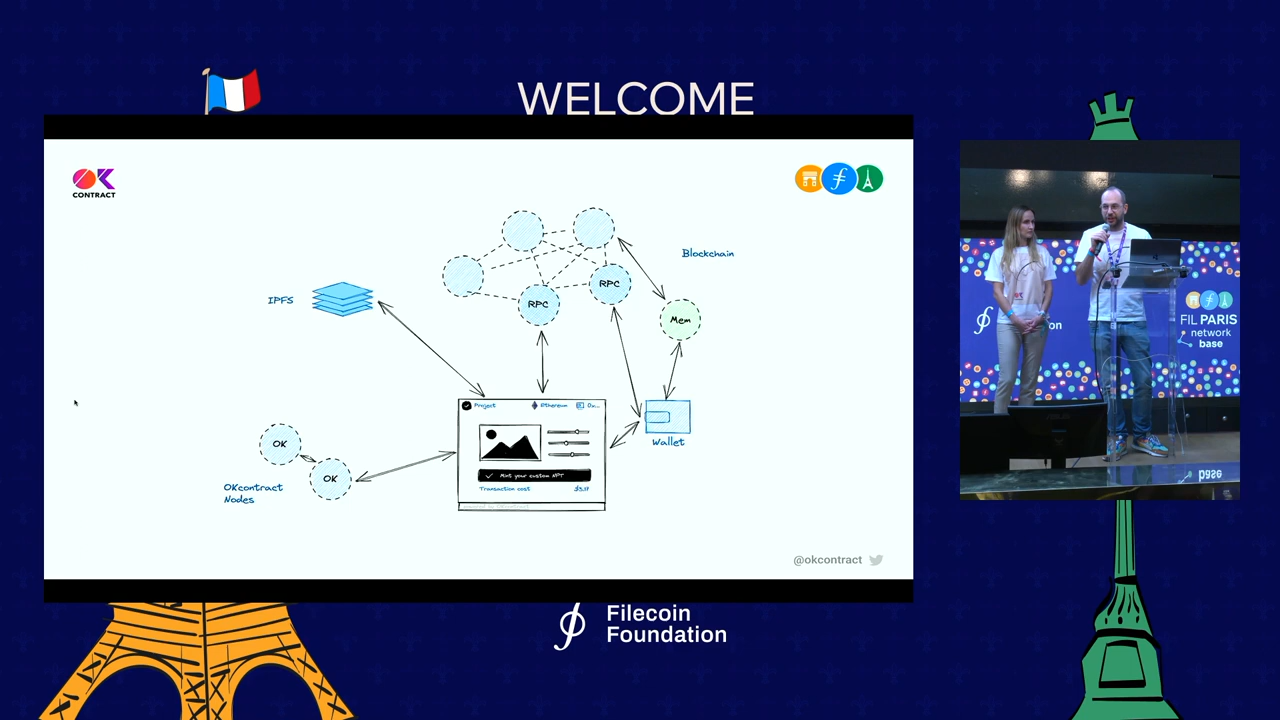 WELCOME
OK
CONTRACT
Blockchain
IPFS
RPC
RPC
Mem
Project
Ethereum
Wallet
OK
OK
OKcontract
Nodes
Mint your custom NFT
Transaction cost
$3.17
@okcontract
Filecoin
Foundation
FIL PARIS
network
base